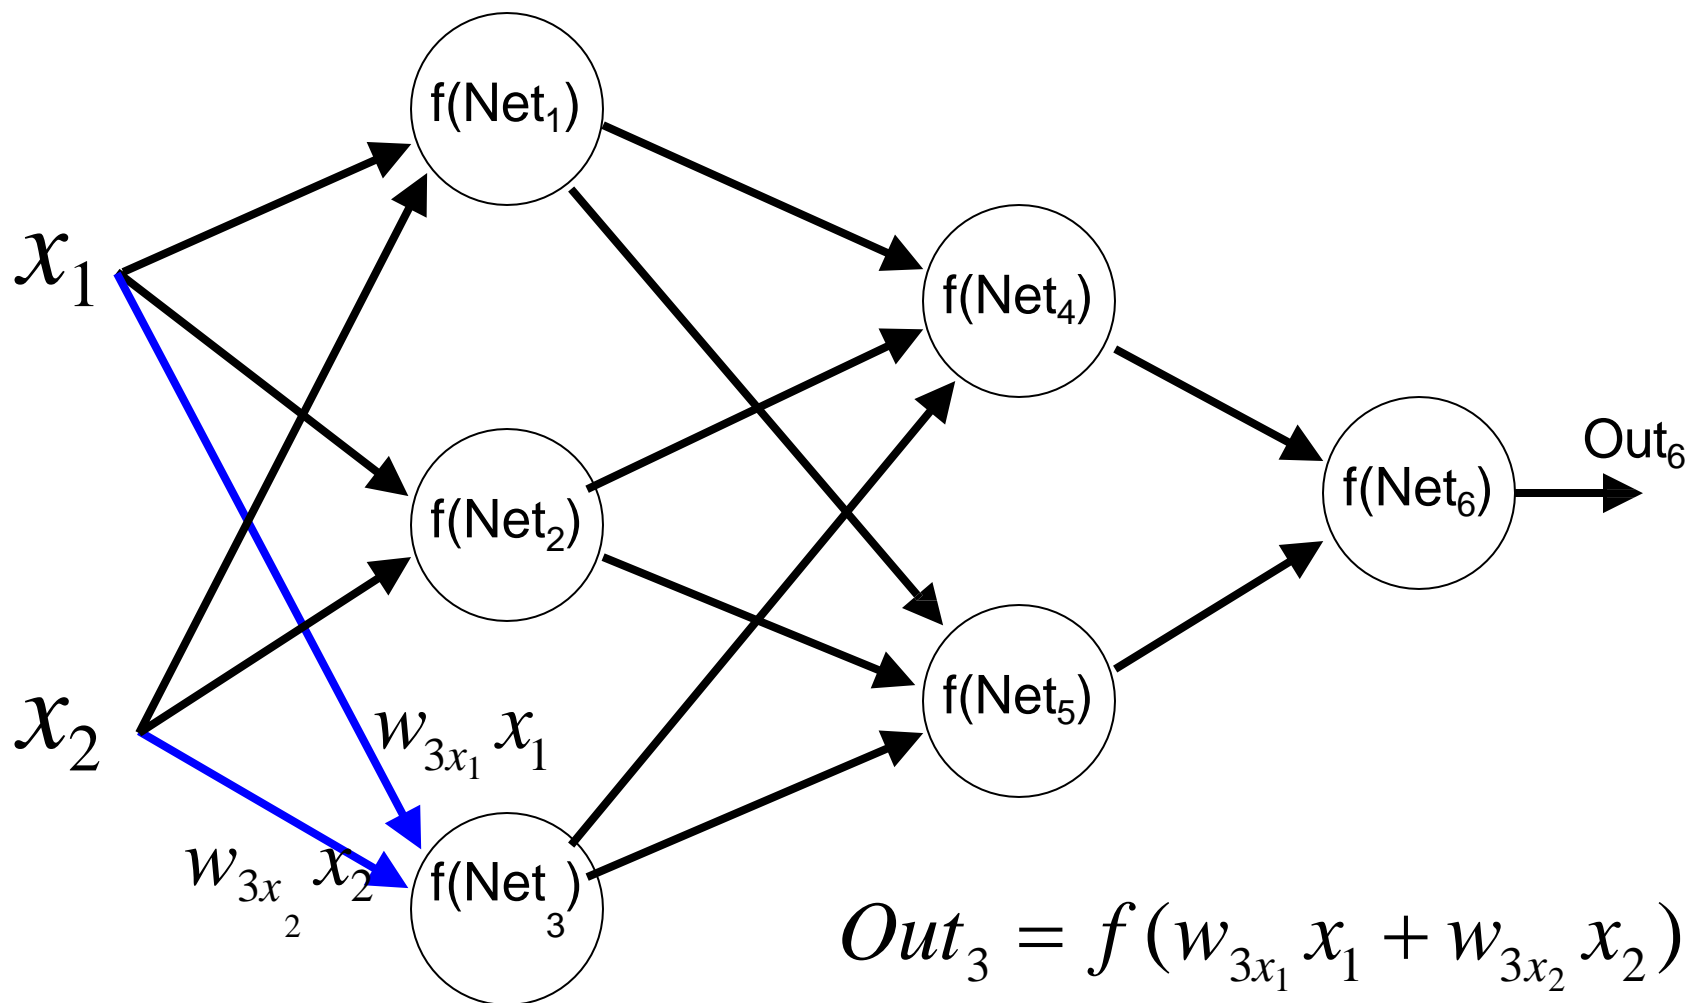 f(Net₁)
x₁
f(Net₄)
Out₆
f(Net₆)
f(Net₂)
f(Net₅)
x₂
w₃ₓ₁ x₁
w₃ₓ₂ x₂
f(Net₃)
Out₃ = f(w₃ₓ₁ x₁ + w₃ₓ₂ x₂)